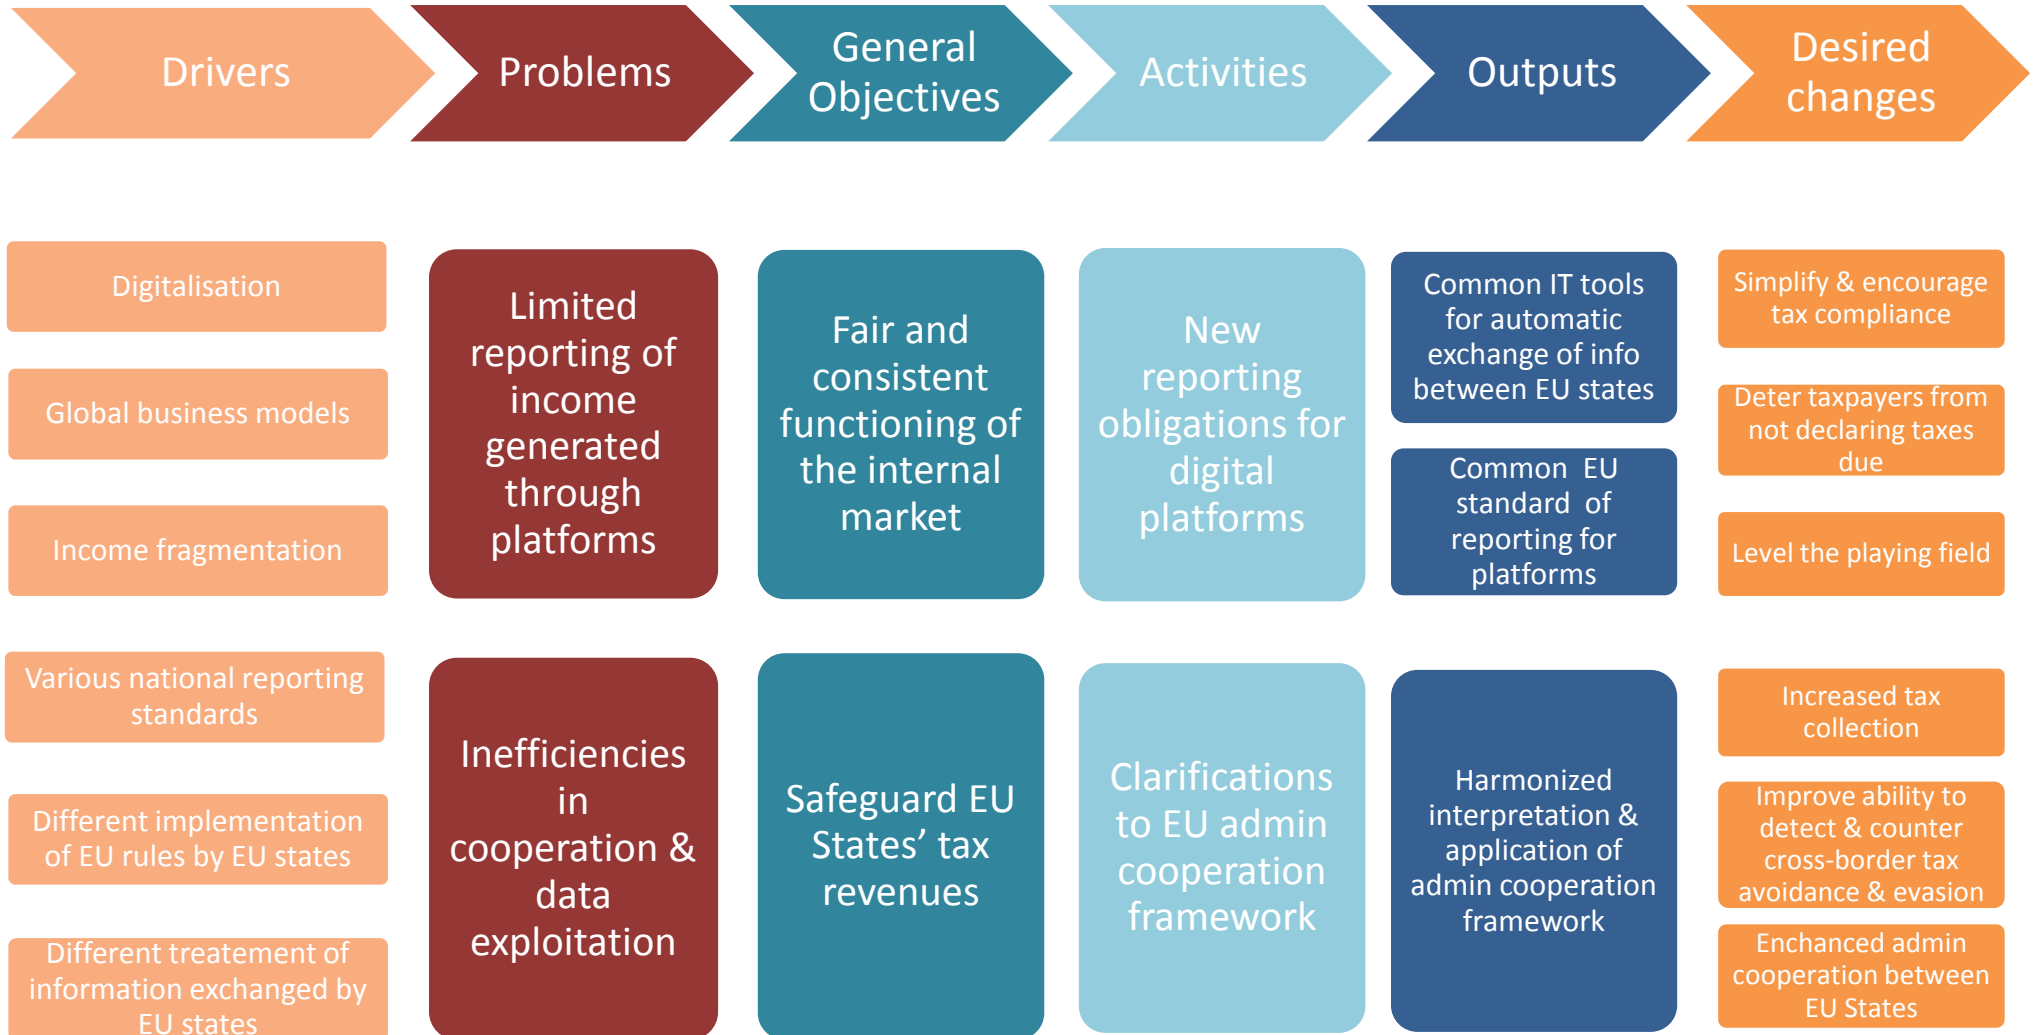 Drivers
Problems
General
Objectives
Activities
Outputs
Desired
changes
Digitalisation
Global business models
Income fragmentation
Various national reporting
standards
Different implementation
of EU rules by EU states
Different treatement of
information exchanged by
EU states
Limited
reporting of
income
generated
through
platforms
Inefficiencies
in
cooperation &
data
exploitation
Fair and
consistent
functioning of
the internal
market
Safeguard EU
States’ tax
revenues
New
reporting
obligations for
digital
platforms
Clarifications
to EU admin
cooperation
framework
Common IT tools
for automatic
exchange of info
between EU states
Common EU
standard of
reporting for
platforms
Harmonized
interpretation &
application of
admin cooperation
framework
Simplify & encourage
tax compliance
Deter taxpayers from
not declaring taxes
due
Level the playing field
Increased tax
collection
Improve ability to
detect & counter
cross-border tax
avoidance & evasion
Enchanced admin
cooperation between
EU States